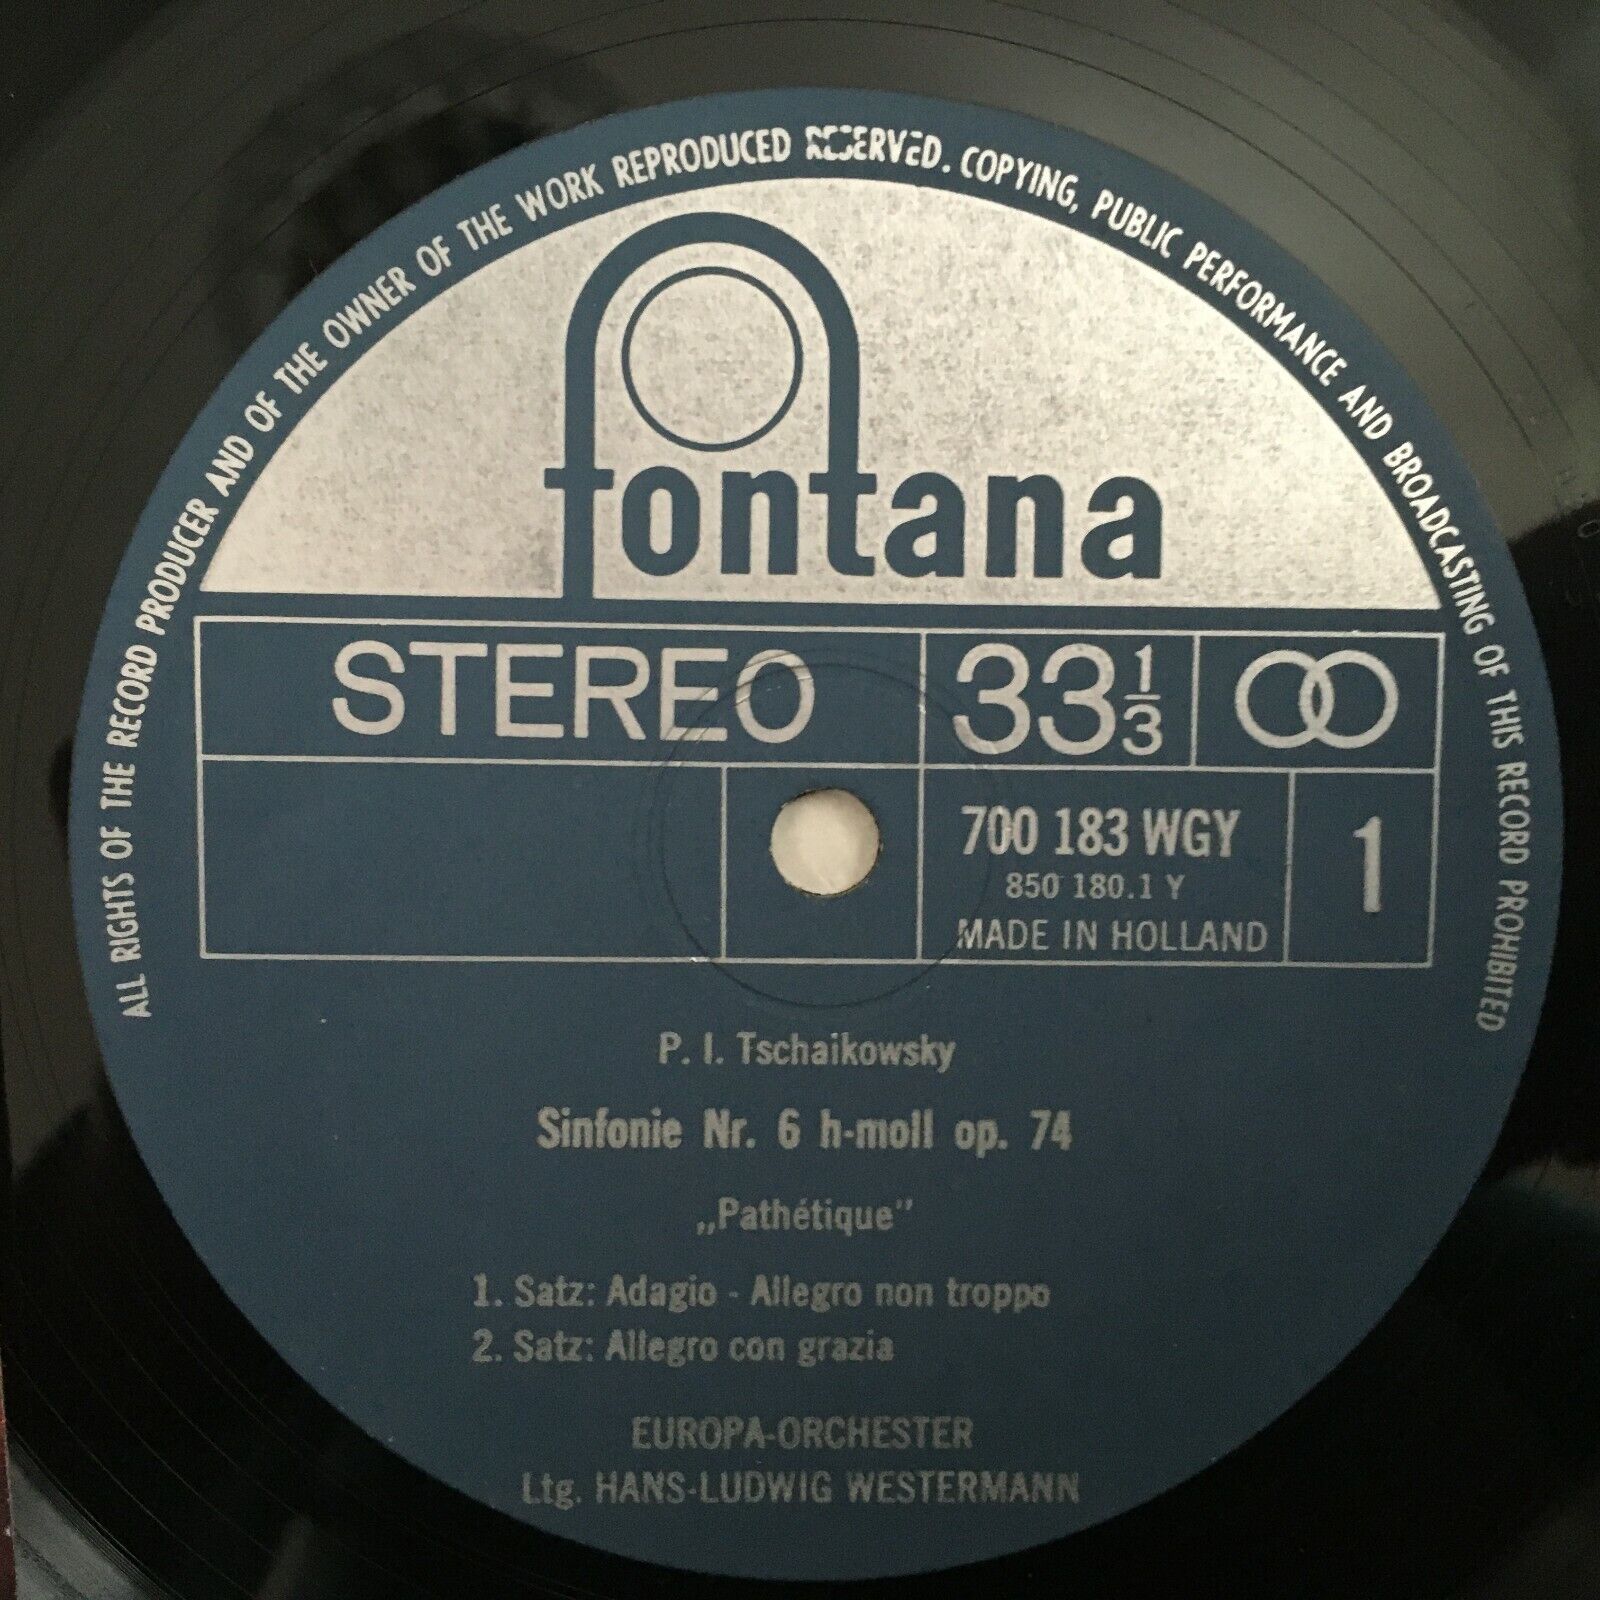 ALL RIGHTS OF THE RECORD PRODUCER AND OF THE OWNER OF THE WORK REPRODUCED RESERVED. COPYING, PUBLIC PERFORMANCE AND BROADCASTING OF THIS RECORD PROHIBITED
fontana
STEREO 33 1/3
700 183 WGY 1
850 180.1 Y
MADE IN HOLLAND
P. I. Tschaikowsky
Sinfonie Nr. 6 h-moll op. 74
„Pathétique"
1. Satz: Adagio - Allegro non troppo
2. Satz: Allegro con grazia
EUROPA-ORCHESTER
Ltg. HANS-LUDWIG WESTERMANN